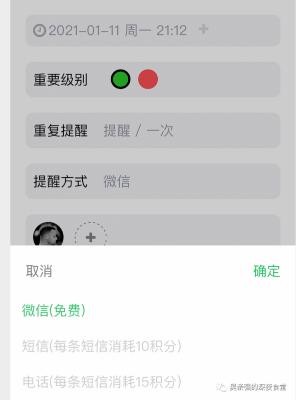 2021-01-11 周一 21:12 +
重要级别
重复提醒 提醒 / 一次
提醒方式 微信
取消 确定
微信(免费)
短信(每条短信消耗10积分)
电话(每条短信消耗15积分)